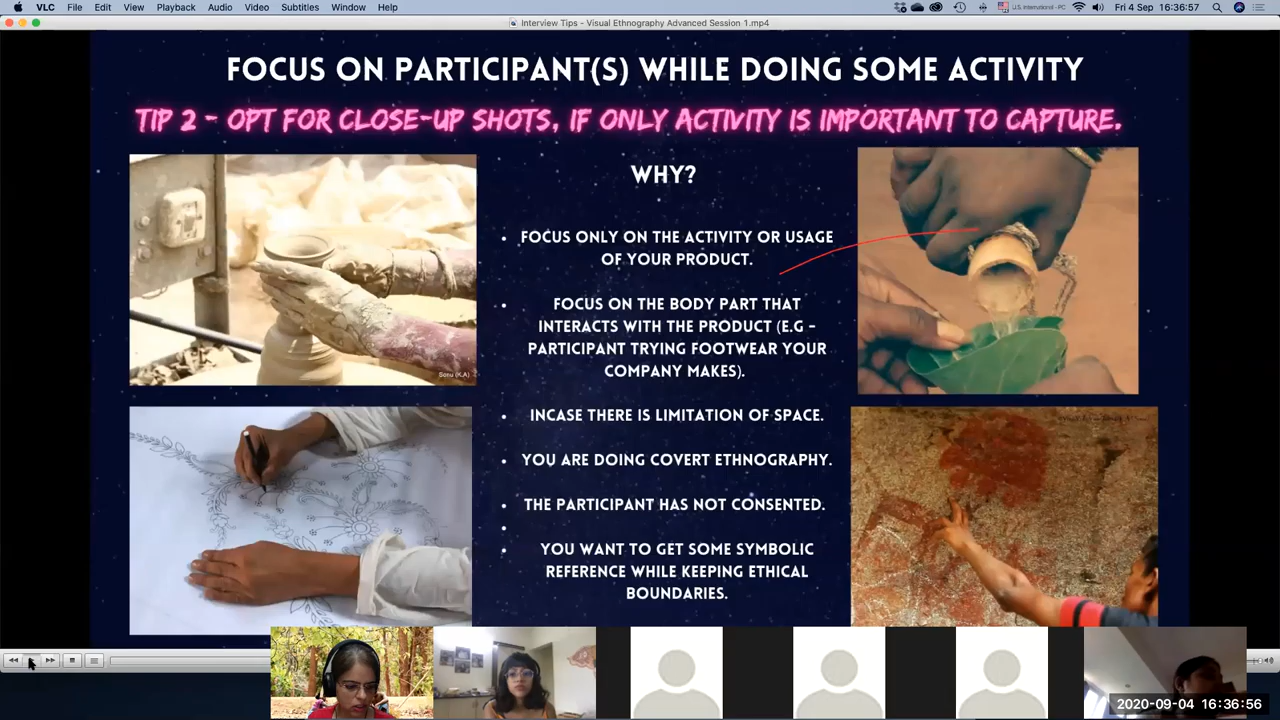 VLC File Edit View Playback Audio Video Subtitles Window Help
U.S. International - PC Fri 4 Sep 16:36:57
Interview Tips - Visual Ethnography Advanced Session 1.mp4
FOCUS ON PARTICIPANT(S) WHILE DOING SOME ACTIVITY
TIP 2 - OPT FOR CLOSE-UP SHOTS, IF ONLY ACTIVITY IS IMPORTANT TO CAPTURE.
WHY?
• FOCUS ONLY ON THE ACTIVITY OR USAGE
OF YOUR PRODUCT.
• FOCUS ON THE BODY PART THAT
INTERACTS WITH THE PRODUCT (E.G -
PARTICIPANT TRYING FOOTWEAR YOUR
COMPANY MAKES).
• INCASE THERE IS LIMITATION OF SPACE.
• YOU ARE DOING COVERT ETHNOGRAPHY.
• THE PARTICIPANT HAS NOT CONSENTED.
•
• YOU WANT TO GET SOME SYMBOLIC
REFERENCE WHILE KEEPING ETHICAL
BOUNDARIES.
Sonu (K.A)
2020-09-04 16:36:56